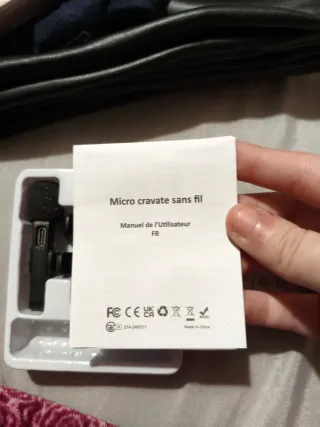 Micro cravate sans fil
Manuel de l'Utilisateur
FR
Made in China